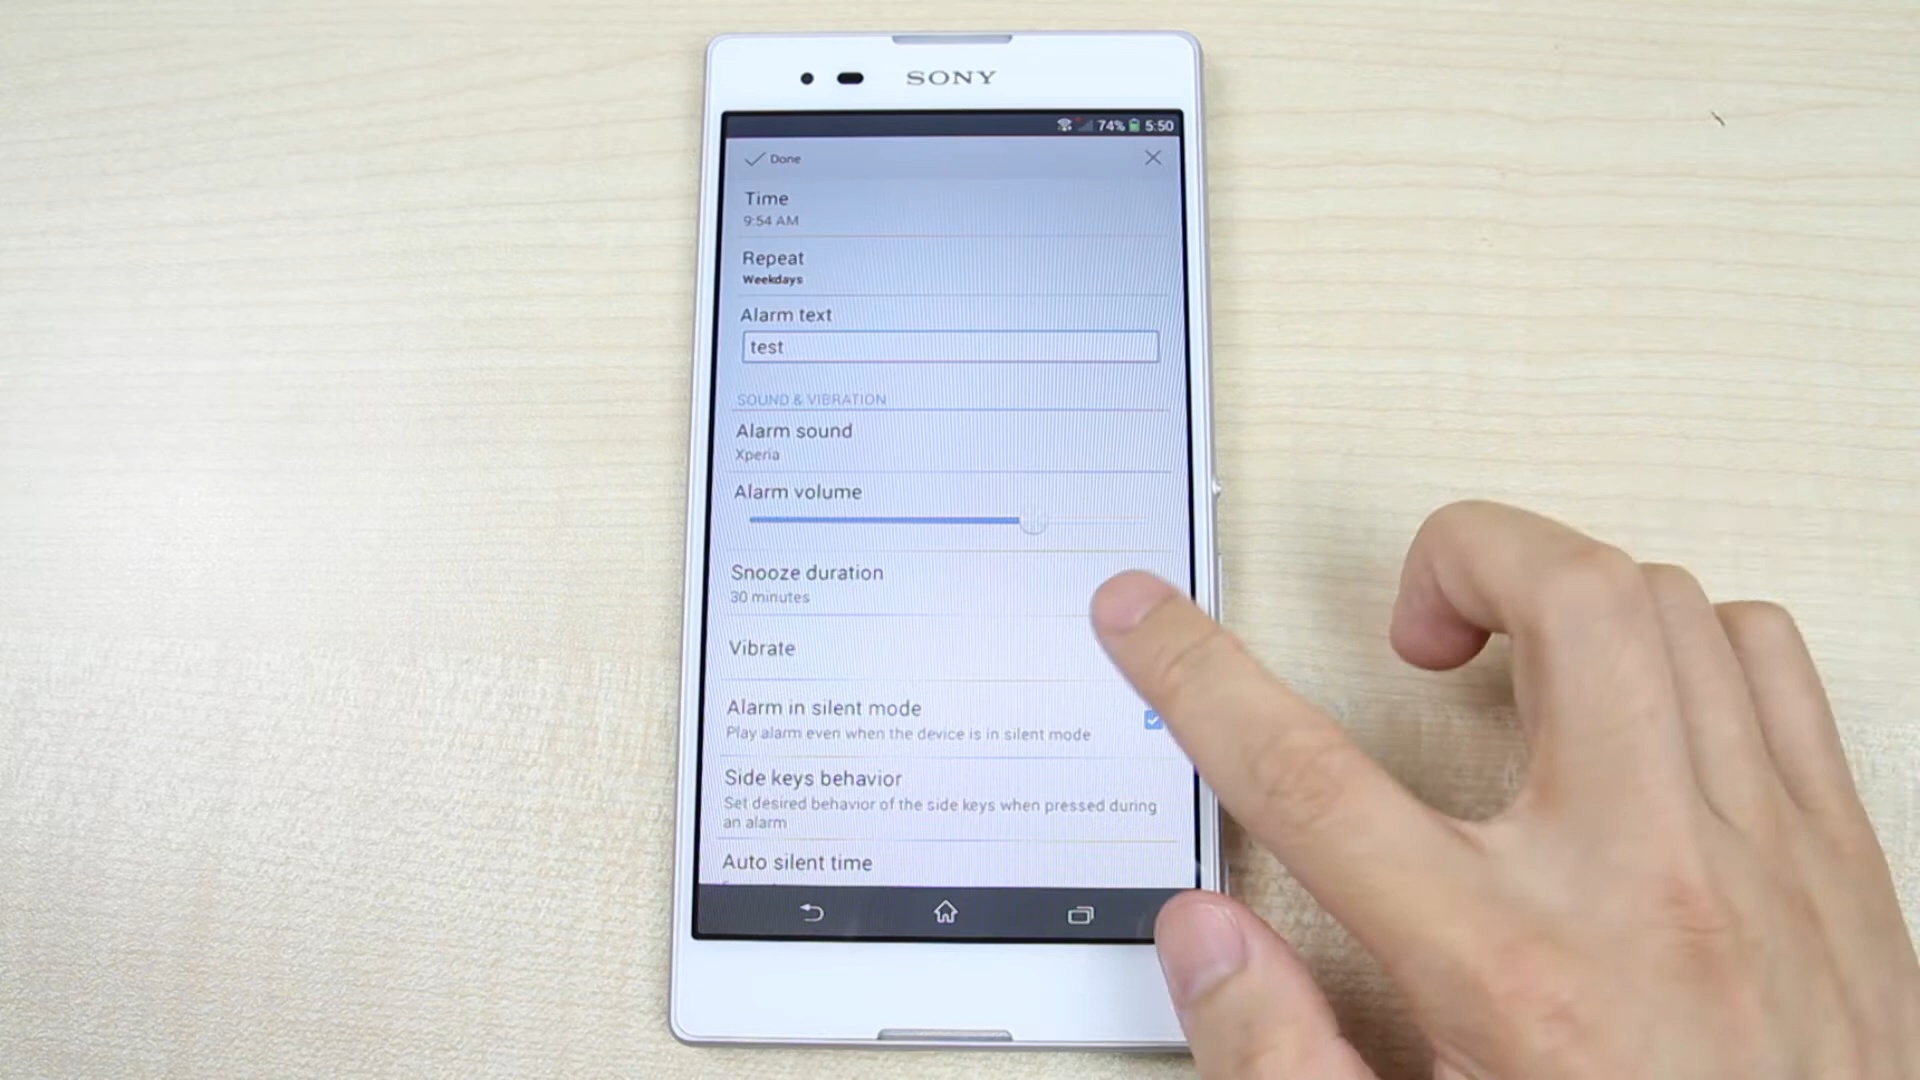 SONY
74% 5:50
Done
Time
9:54 AM
Repeat
Weekdays
Alarm text
test
SOUND & VIBRATION
Alarm sound
Xperia
Alarm volume
Snooze duration
30 minutes
Vibrate
Alarm in silent mode
Play alarm even when the device is in silent mode
Side keys behavior
Set desired behavior of the side keys when pressed during
an alarm
Auto silent time